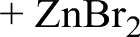 + ZnBr₂